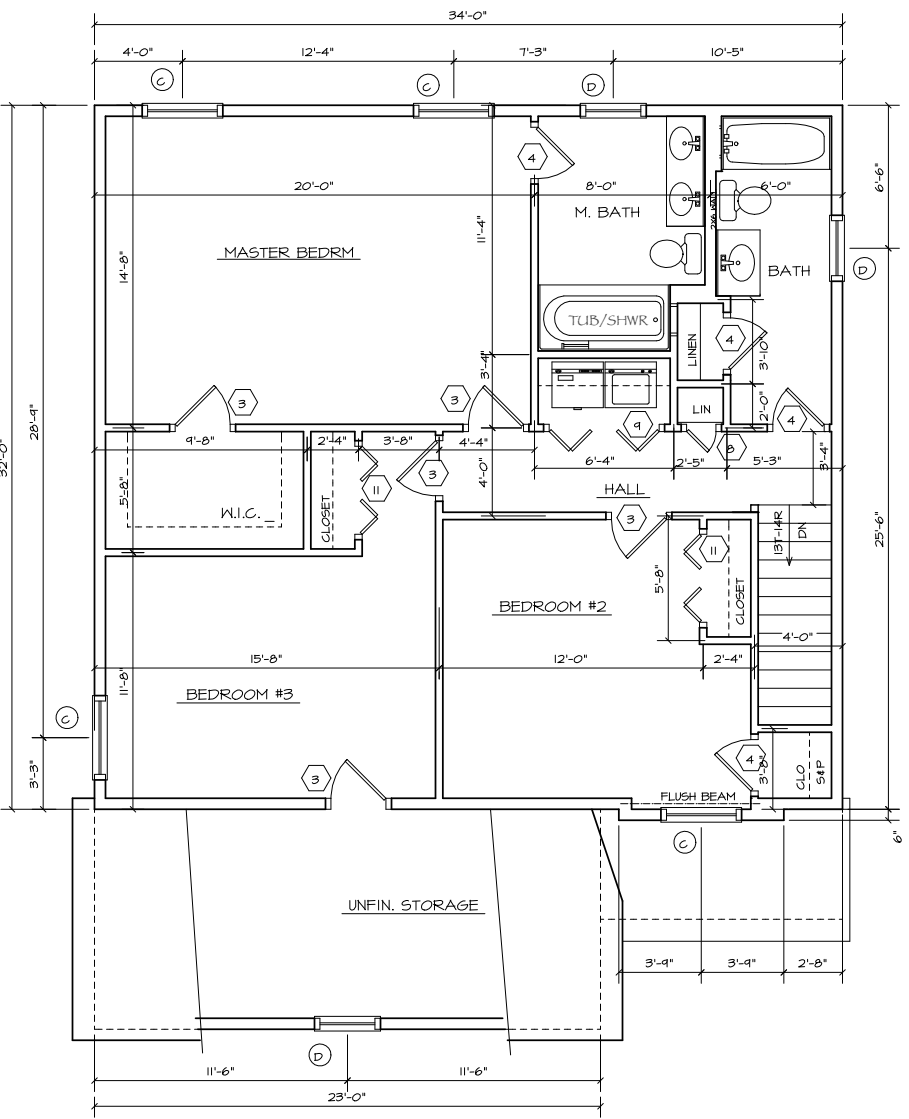 34'-0"
4'-0"
12'-4"
7'-3"
10'-5"
C
C
D
4
20'-0"
8'-0"
6'-0"
6'-6"
2X6 WALL
M. BATH
11'-4"
MASTER BEDRM
14'-8"
BATH
D
TUB/SHWR
LINEN
4
3'-10"
3'-4"
28'-9"
32'-0"
3
3
LIN
2'-0"
4
9
8
9'-8"
2'-4"
3'-8"
4'-4"
6'-4"
2'-5"
5'-3"
3'-4"
3
4'-0"
5'-8"
11
HALL
W.I.C.
CLOSET
3
13T-14R
DN
25'-6"
11
5'-8"
CLOSET
BEDROOM #2
4'-0"
15'-8"
12'-0"
2'-4"
11'-8"
BEDROOM #3
C
3'-3"
3
4
3'-8"
CLO
S&P
FLUSH BEAM
C
6"
UNFIN. STORAGE
3'-9"
3'-9"
2'-8"
D
11'-6"
11'-6"
23'-0"